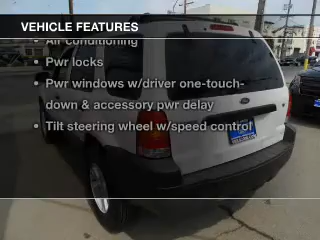 VEHICLE FEATURES
Air conditioning
• Pwr locks
• Pwr windows w/driver one-touch-
down & accessory pwr delay
• Tilt steering wheel w/speed control